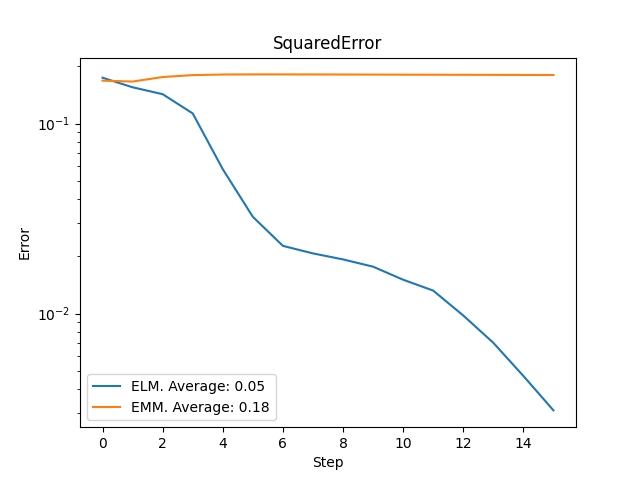 SquaredError
Error
10⁻¹
10⁻²
ELM. Average: 0.05
EMM. Average: 0.18
0 2 4 6 8 10 12 14
Step